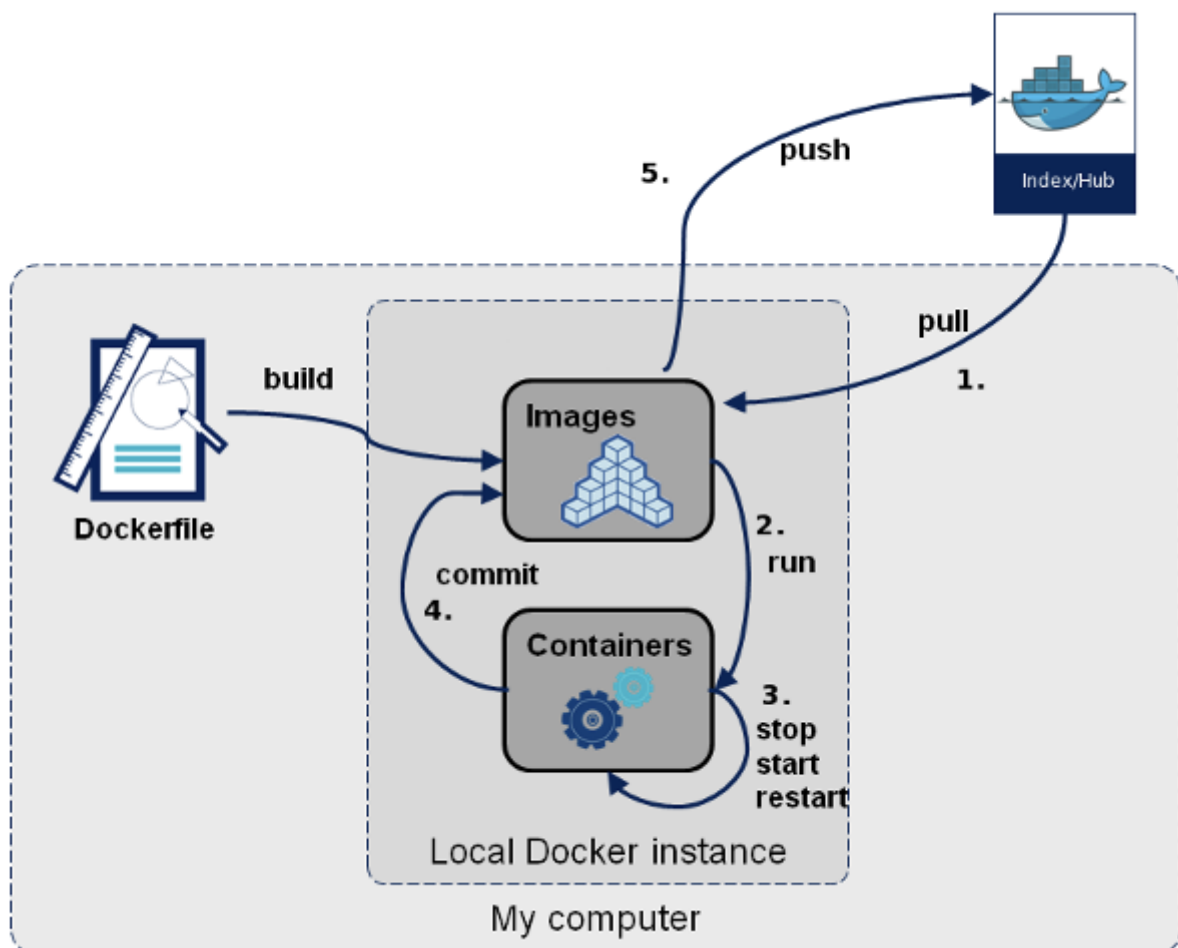 push
5.
Index/Hub
pull
1.
build
Images
Dockerfile
2.
run
commit
4.
Containers
3.
stop
start
restart
Local Docker instance
My computer